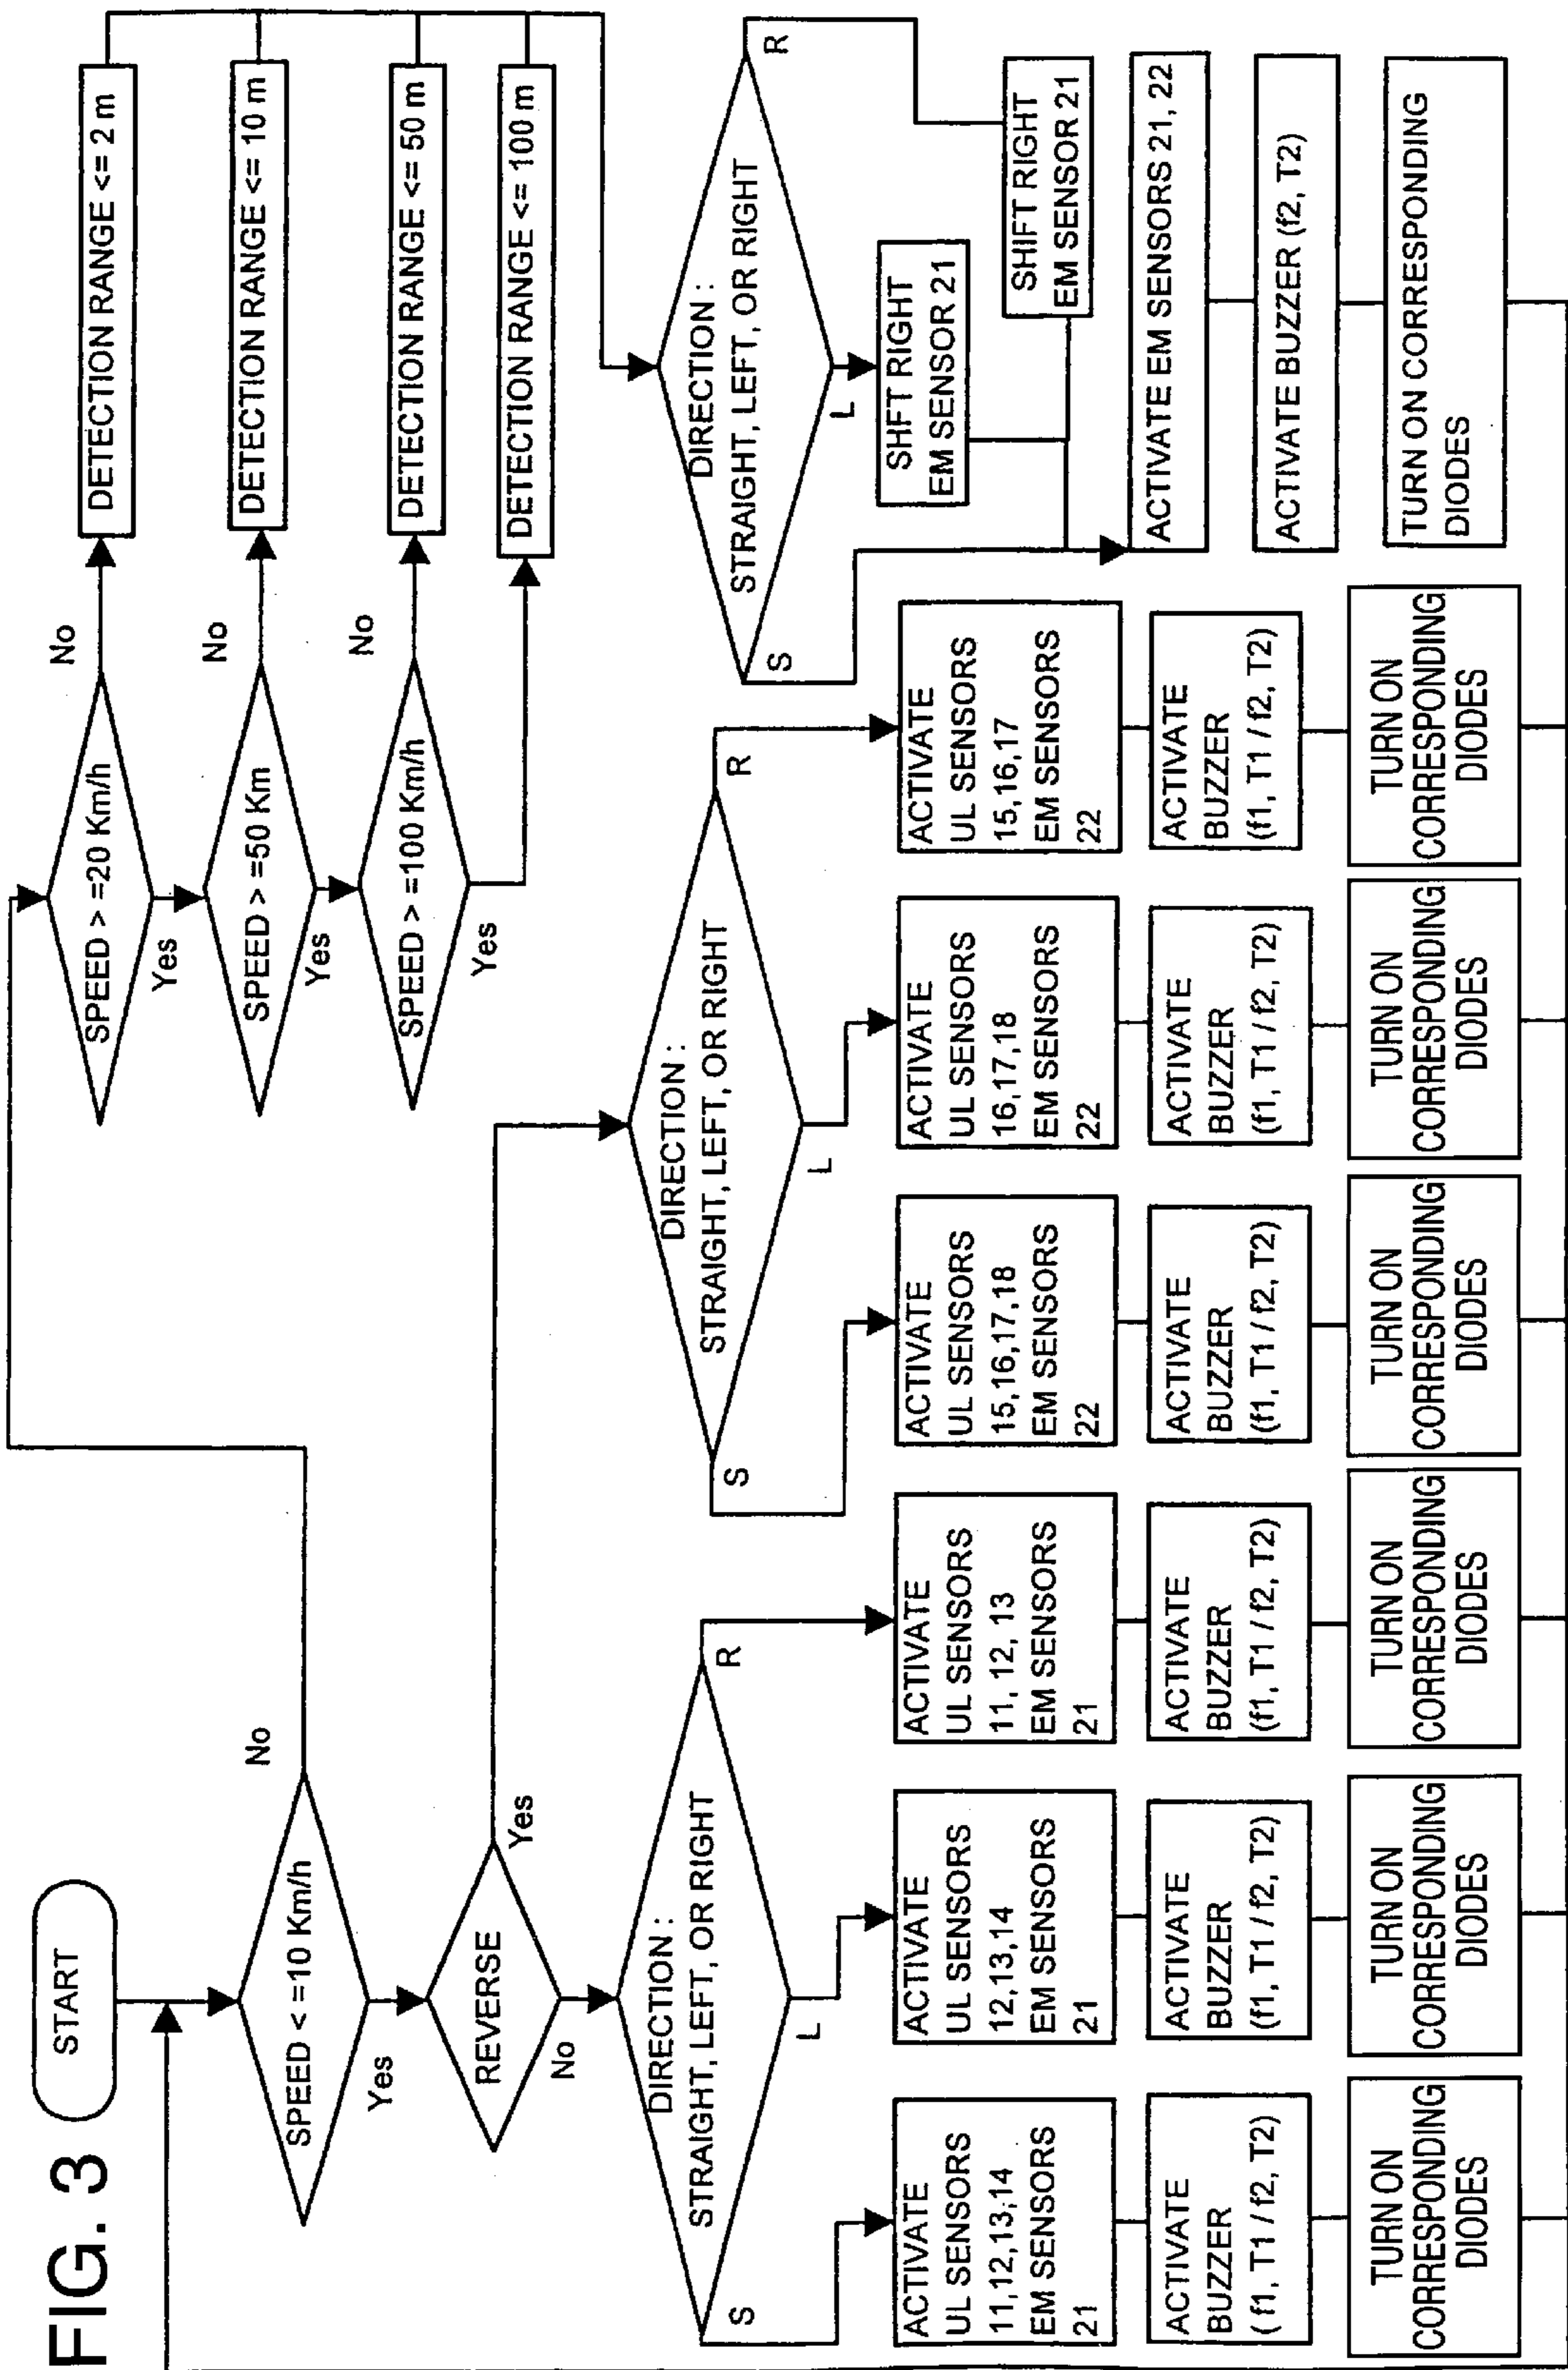 FIG. 3
START
SPEED < =10 Km/h
No
Yes
REVERSE
Yes
No
SPEED > =20 Km/h
No
Yes
DETECTION RANGE <= 2 m
SPEED > =50 Km
No
Yes
DETECTION RANGE <= 10 m
SPEED > =100 Km/h
No
Yes
DETECTION RANGE <= 50 m
DETECTION RANGE <= 100 m
DIRECTION :
STRAIGHT, LEFT, OR RIGHT
S
L
R
DIRECTION :
STRAIGHT, LEFT, OR RIGHT
S
L
R
DIRECTION :
STRAIGHT, LEFT, OR RIGHT
S
L
R
SHFT RIGHT
EM SENSOR 21
SHIFT RIGHT
EM SENSOR 21
ACTIVATE
UL SENSORS
11,12,13,14
EM SENSORS
21
ACTIVATE
UL SENSORS
12,13,14
EM SENSORS
21
ACTIVATE
UL SENSORS
11, 12, 13
EM SENSORS
21
ACTIVATE
UL SENSORS
15,16,17,18
EM SENSORS
22
ACTIVATE
UL SENSORS
16,17,18
EM SENSORS
22
ACTIVATE
UL SENSORS
15,16,17
EM SENSORS
22
ACTIVATE EM SENSORS 21, 22
ACTIVATE
BUZZER
( f1, T1 / f2, T2)
ACTIVATE
BUZZER
(f1, T1 / f2, T2)
ACTIVATE
BUZZER
(f1, T1 / f2, T2)
ACTIVATE
BUZZER
(f1, T1 / f2, T2)
ACTIVATE
BUZZER
(f1, T1 / f2, T2)
ACTIVATE
BUZZER
(f1, T1 / f2, T2)
ACTIVATE BUZZER (f2, T2)
TURN ON
CORRESPONDING
DIODES
TURN ON
CORRESPONDING
DIODES
TURN ON
CORRESPONDING
DIODES
TURN ON
CORRESPONDING
DIODES
TURN ON
CORRESPONDING
DIODES
TURN ON
CORRESPONDING
DIODES
TURN ON CORRESPONDING
DIODES